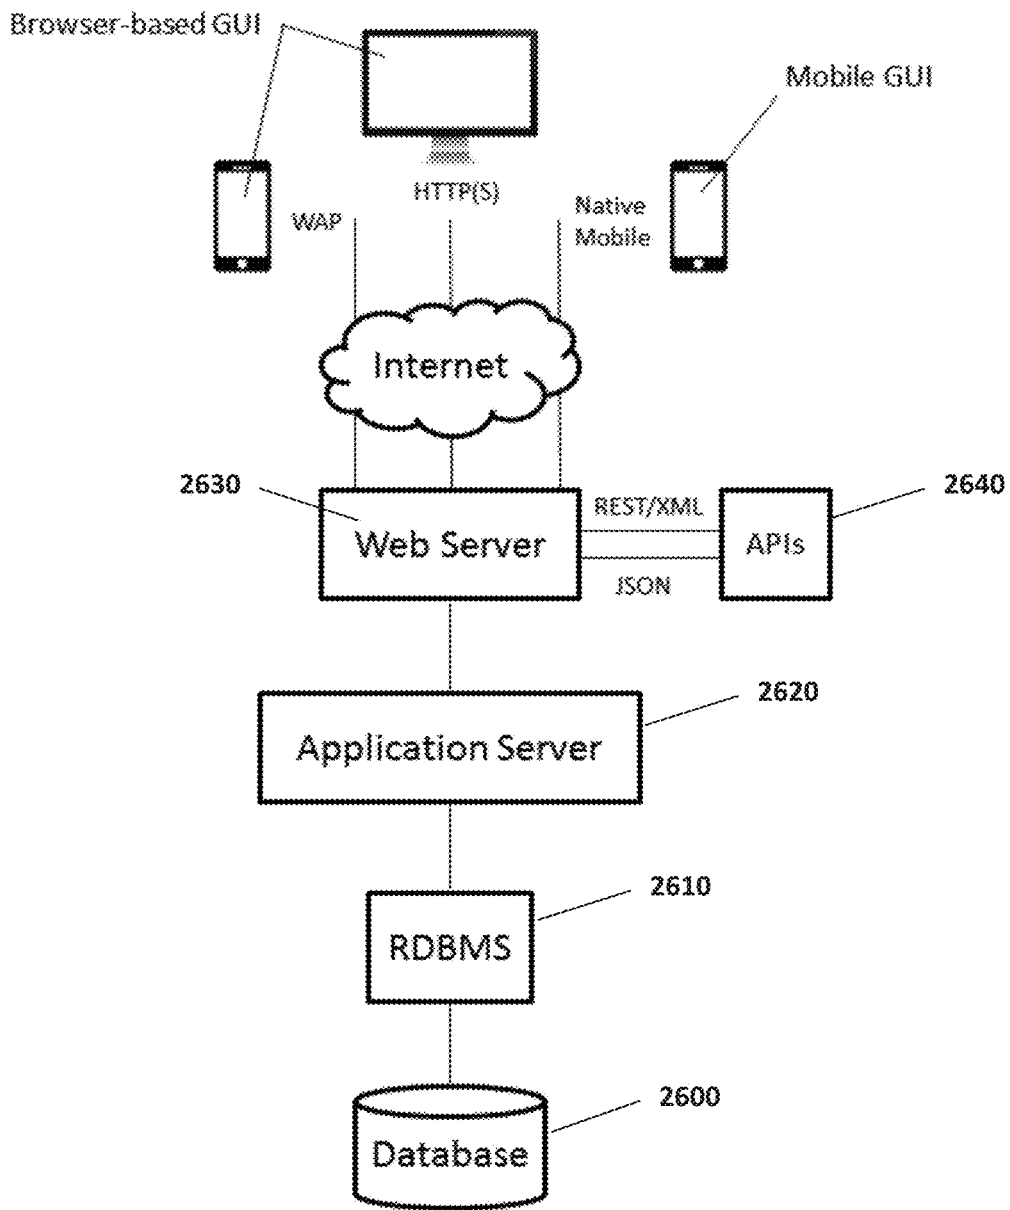 Browser-based GUI
Mobile GUI
HTTP(S)
WAP
Native
Mobile
Internet
2630
2640
REST/XML
Web Server
APIs
JSON
2620
Application Server
2610
RDBMS
2600
Database